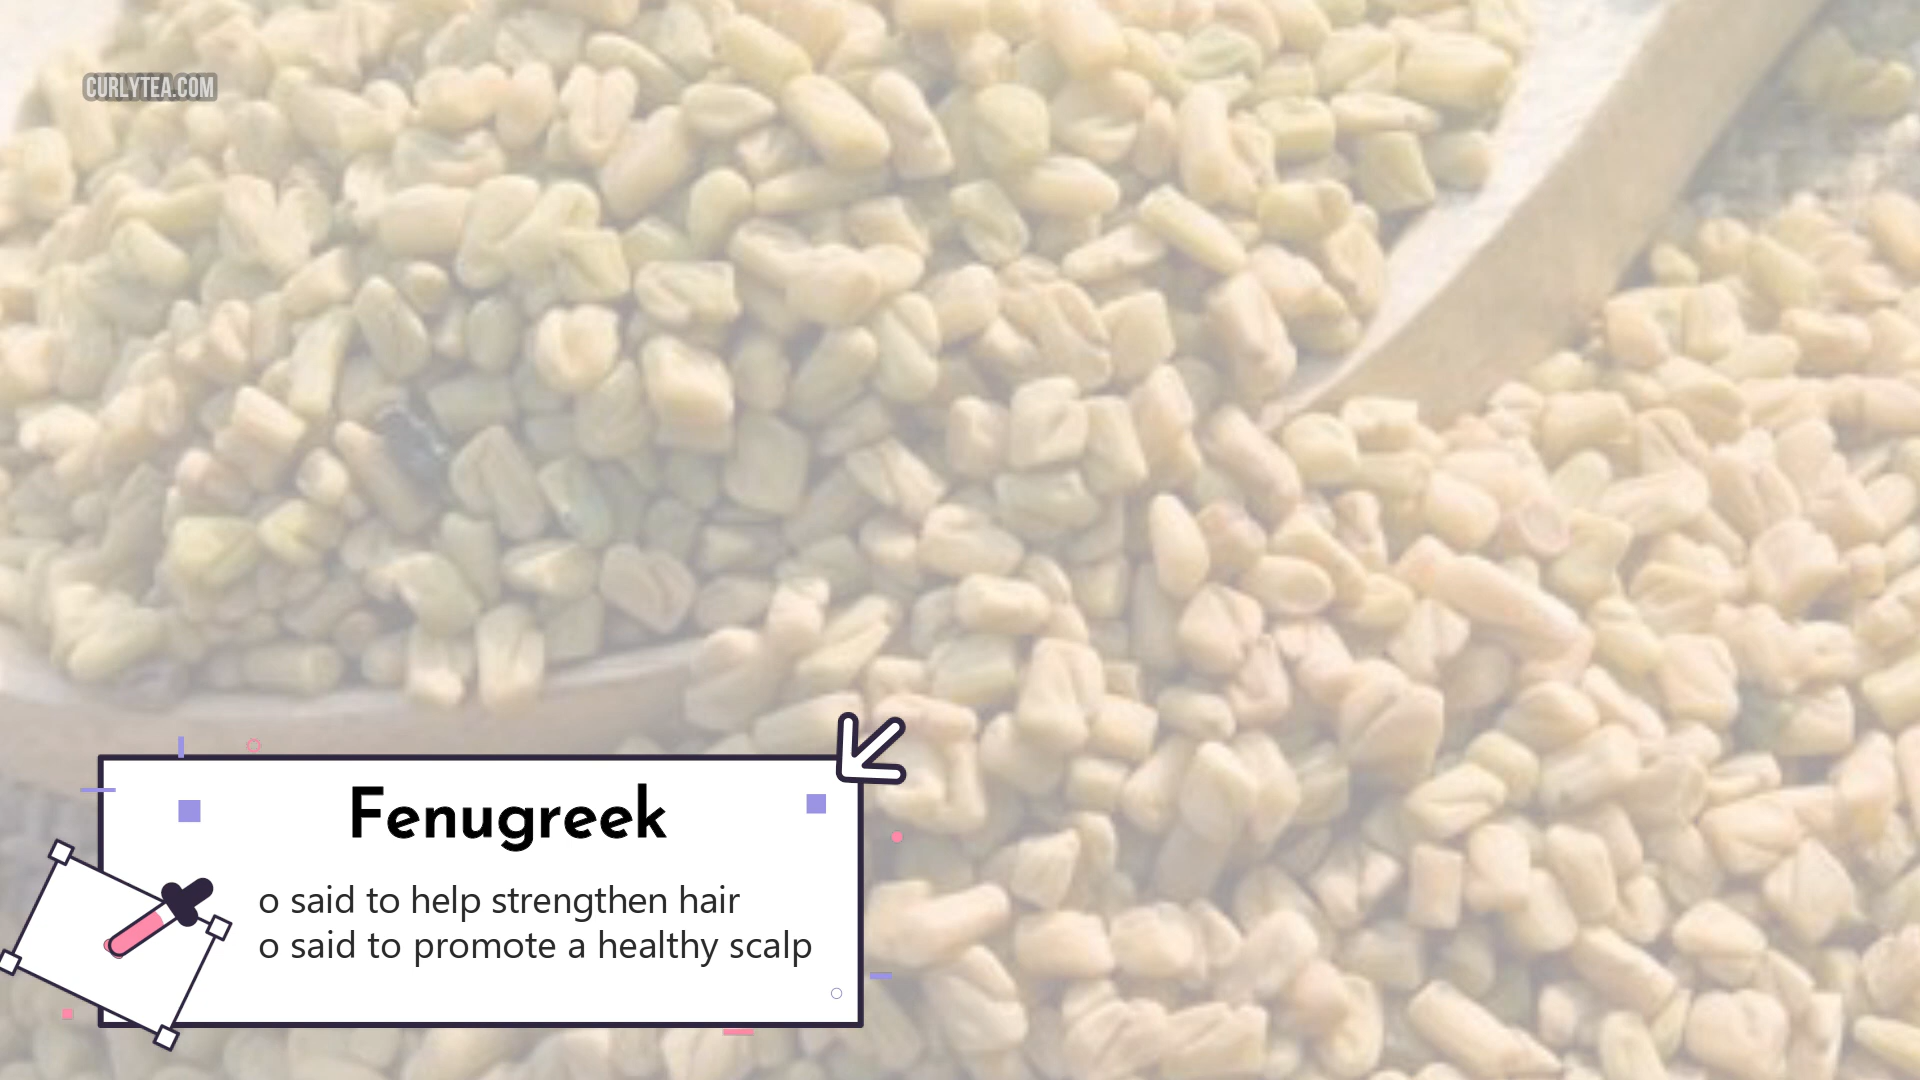 CURLYTEA.COM
Fenugreek
o said to help strengthen hair
o said to promote a healthy scalp